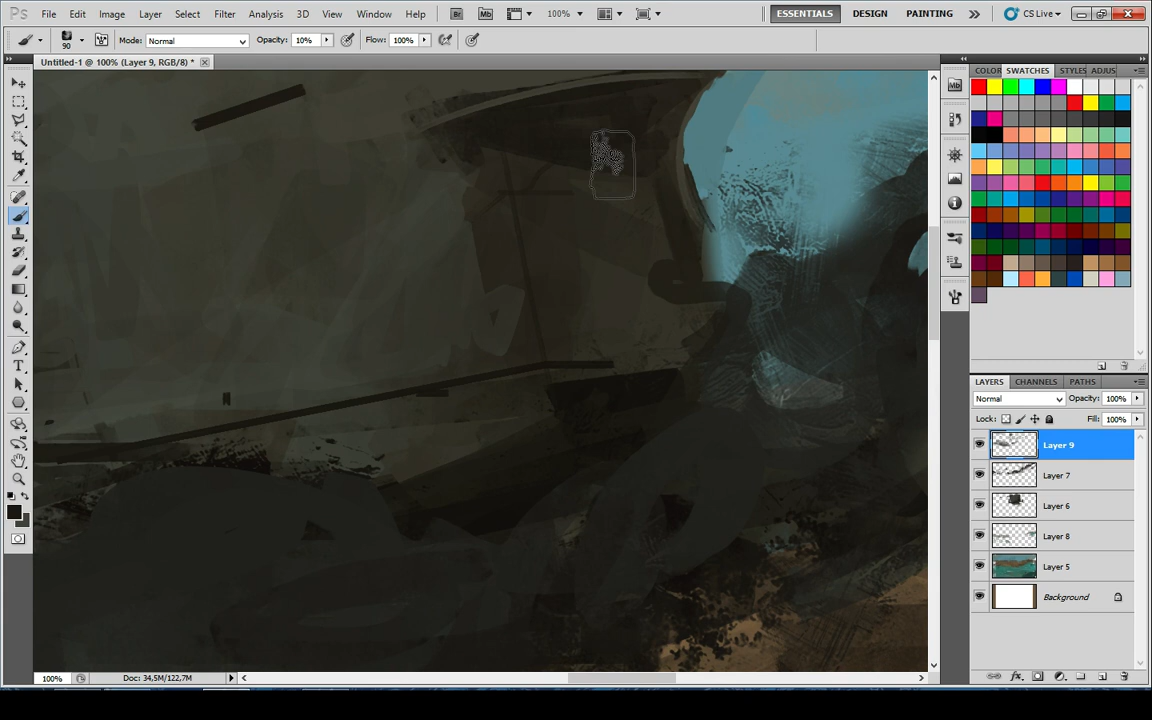 Ps File Edit Image Layer Select Filter Analysis 3D View Window Help Br Mb 100% ESSENTIALS DESIGN PAINTING CS Live
90 Mode: Normal Opacity: 10% Flow: 100%
Untitled-1 @ 100% (Layer 9, RGB/8) *
COLOR SWATCHES STYLES ADJUS
Mb
T
LAYERS CHANNELS PATHS
Normal Opacity: 100%
Lock: Fill: 100%
Layer 9
Layer 7
Layer 6
Layer 8
Layer 5
Background
100% Doc: 34,5M/122,7M
fx